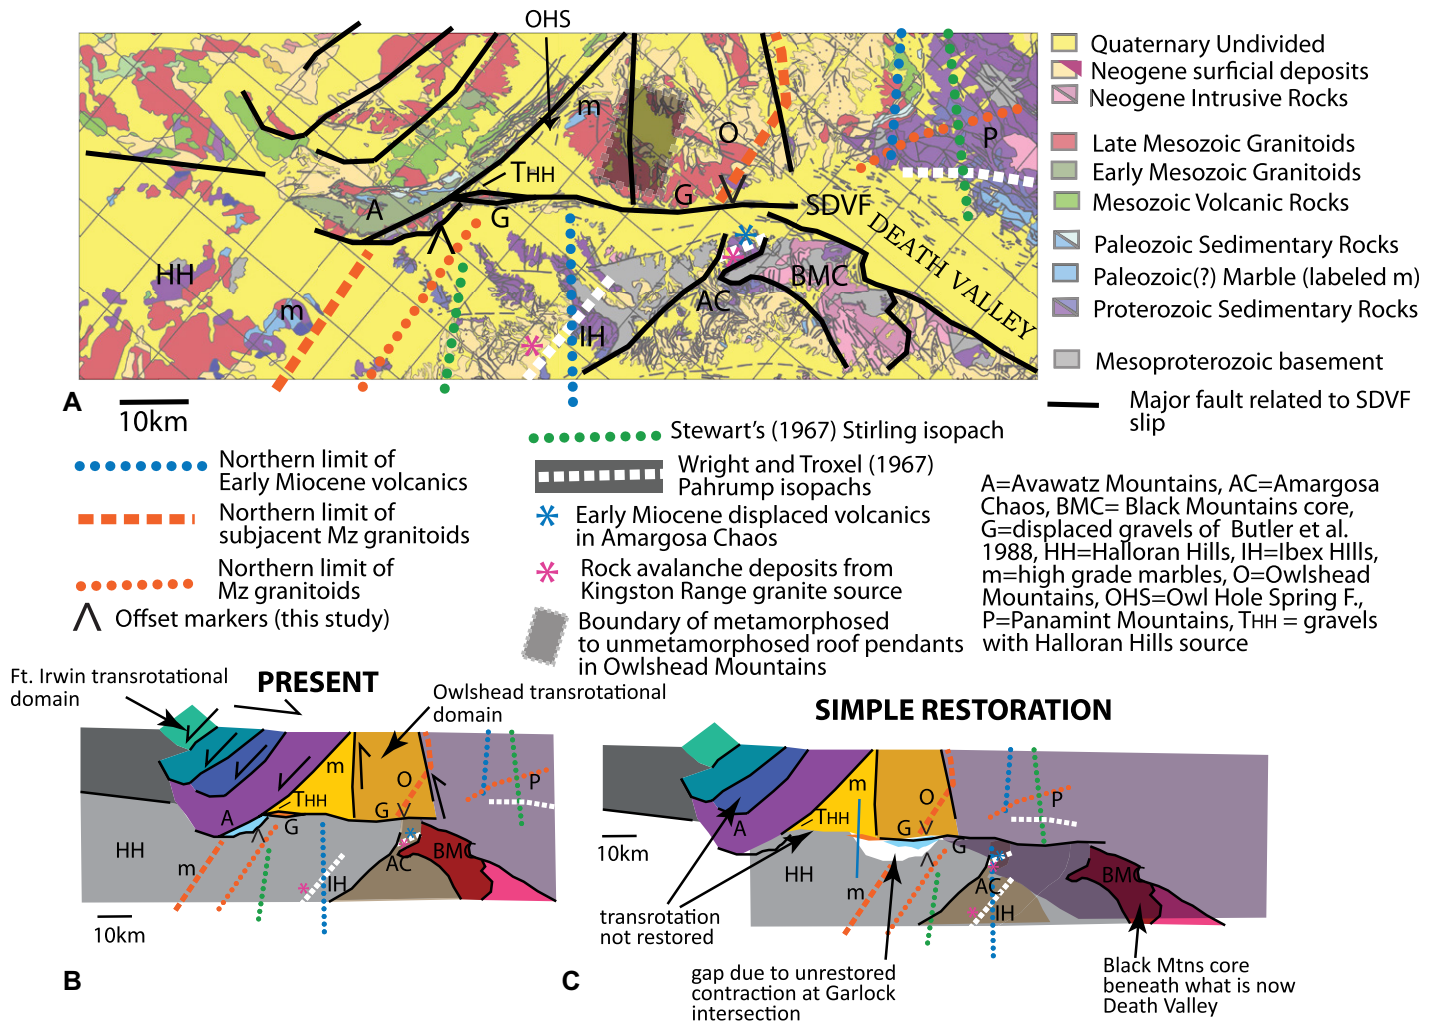 OHS
m
O
P
THH
A
G
G
SDVF
DEATH VALLEY
HH
m
BMC
AC
IH
A
10km
Quaternary Undivided
Neogene surficial deposits
Neogene Intrusive Rocks
Late Mesozoic Granitoids
Early Mesozoic Granitoids
Mesozoic Volcanic Rocks
Paleozoic Sedimentary Rocks
Paleozoic(?) Marble (labeled m)
Proterozoic Sedimentary Rocks
Mesoproterozoic basement
Major fault related to SDVF
slip
Northern limit of
Early Miocene volcanics
Northern limit of
subjacent Mz granitoids
Northern limit of
Mz granitoids
Offset markers (this study)
Stewart's (1967) Stirling isopach
Wright and Troxel (1967)
Pahrump isopachs
Early Miocene displaced volcanics
in Amargosa Chaos
Rock avalanche deposits from
Kingston Range granite source
Boundary of metamorphosed
to unmetamorphosed roof pendants
in Owlshead Mountains
A=Avawatz Mountains, AC=Amargosa
Chaos, BMC= Black Mountains core,
G=displaced gravels of Butler et al.
1988, HH=Halloran Hills, IH=Ibex HIlls,
m=high grade marbles, O=Owlshead
Mountains, OHS=Owl Hole Spring F.,
P=Panamint Mountains, THH = gravels
with Halloran Hills source
Ft. Irwin transrotational
domain
PRESENT
Owlshead transrotational
domain
m
O
P
THH
A
G
G
HH
m
AC
BMC
IH
10km
B
SIMPLE RESTORATION
m
O
P
THH
A
G
G
10km
HH
m
AC
IH
BMC
transrotation
not restored
gap due to unrestored
contraction at Garlock
intersection
Black Mtns core
beneath what is now
Death Valley
C